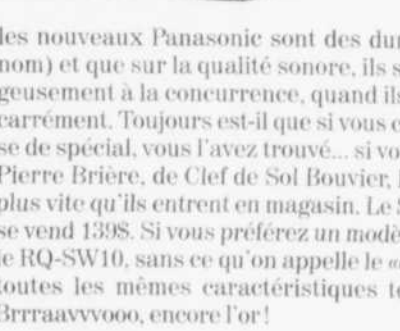 les nouveaux Panasonic sont des dur
nom) et que sur la qualité sonore, ils s
geusement à la concurrence, quand ils
carrément. Toujours est-il que si vous c
se de spécial, vous l'avez trouvé... si vo
Pierre Brière, de Clef de Sol Bouvier,
plus vite qu'ils entrent en magasin. Le S
se vend 139$. Si vous préférez un modè
le RQ-SW10, sans ce qu'on appelle le «
toutes les mêmes caractéristiques te
Brrraavvvooo, encore l'or!